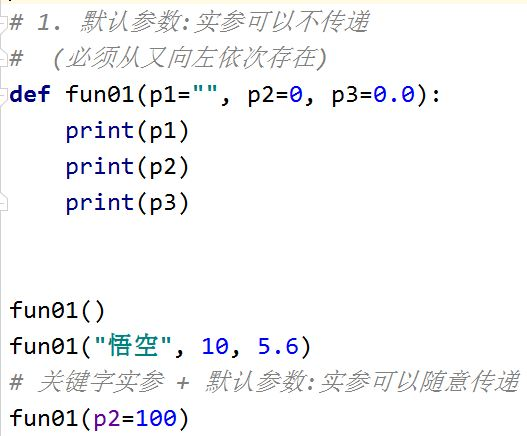 # 1. 默认参数:实参可以不传递
#  (必须从又向左依次存在)
def fun01(p1="", p2=0, p3=0.0):
    print(p1)
    print(p2)
    print(p3)
fun01()
fun01("悟空", 10, 5.6)
# 关键字实参 + 默认参数:实参可以随意传递
fun01(p2=100)